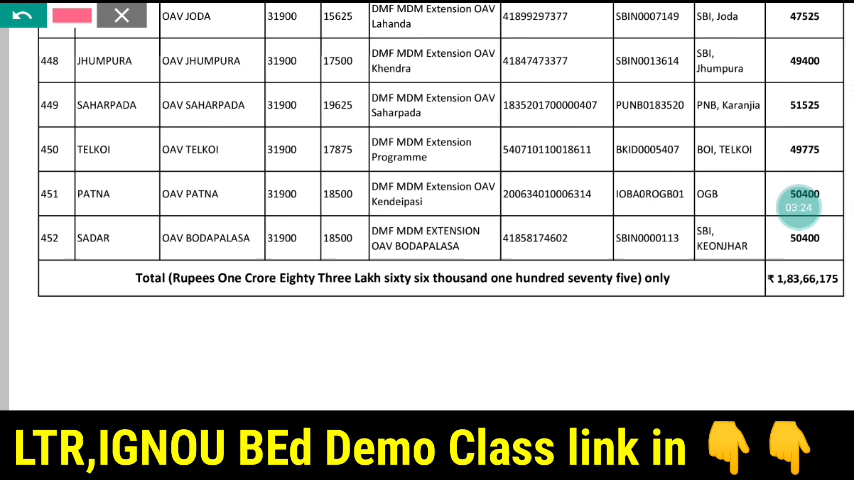 OAV JODA 31900 15625 DMF MDM Extension OAV Lahanda 41899297377 SBIN0007149 SBI, Joda 47525
448 JHUMPURA OAV JHUMPURA 31900 17500 DMF MDM Extension OAV Khendra 41847473377 SBIN0013614 SBI, Jhumpura 49400
449 SAHARPADA OAV SAHARPADA 31900 19625 DMF MDM Extension OAV Saharpada 1835201700000407 PUNB0183520 PNB, Karanjia 51525
450 TELKOI OAV TELKOI 31900 17875 DMF MDM Extension Programme 540710110018611 BKID0005407 BOI, TELKOI 49775
451 PATNA OAV PATNA 31900 18500 DMF MDM Extension OAV Kendeipasi 200634010006314 IOBA0ROGB01 OGB 50400
03:24
452 SADAR OAV BODAPALASA 31900 18500 DMF MDM EXTENSION OAV BODAPALASA 41858174602 SBIN0000113 SBI, KEONJHAR 50400
Total (Rupees One Crore Eighty Three Lakh sixty six thousand one hundred seventy five) only ₹ 1,83,66,175
LTR,IGNOU BEd Demo Class link in 👇👇